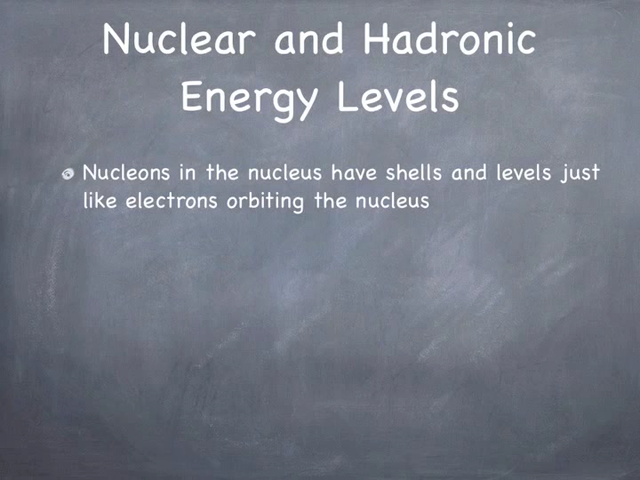 Nuclear and Hadronic
Energy Levels
Nucleons in the nucleus have shells and levels just
like electrons orbiting the nucleus